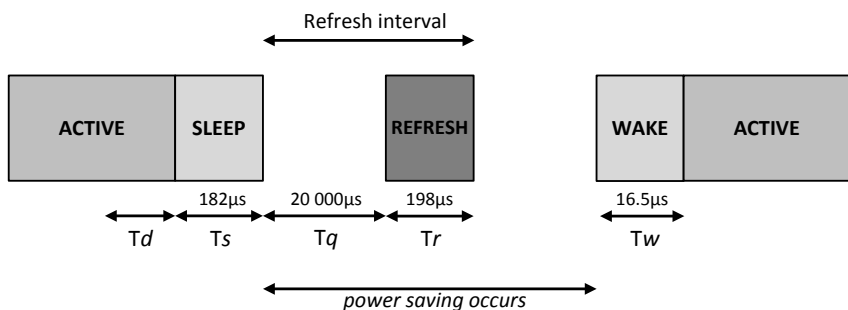 Refresh interval
ACTIVE SLEEP REFRESH WAKE ACTIVE
182µs 20 000µs 198µs 16.5µs
Td Ts Tq Tr Tw
power saving occurs